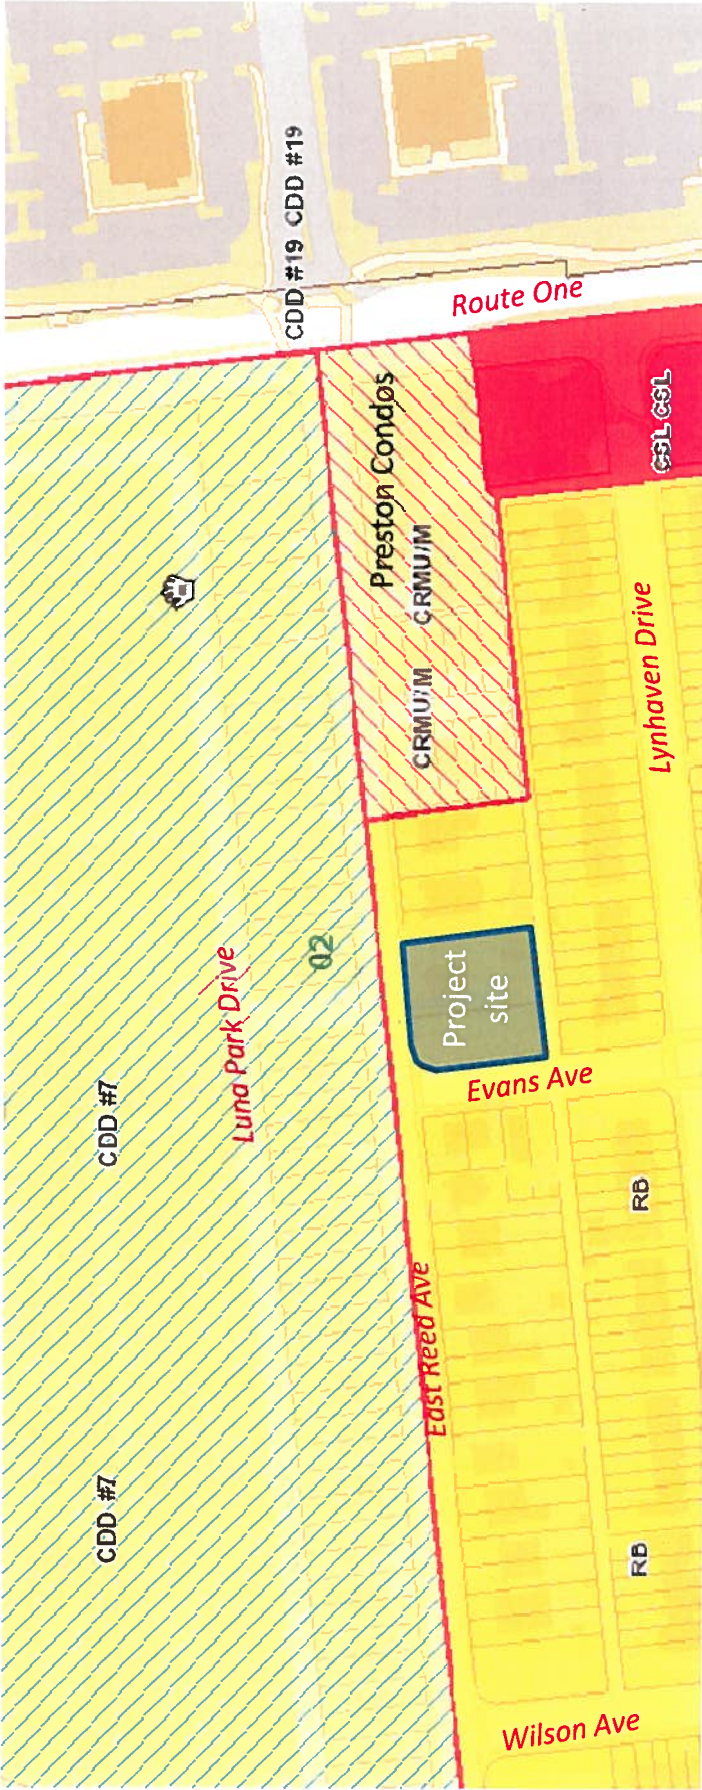 CDD #19 CDD #19
Route One
Preston Condos
CRMU/M CRMU/M
CSL CSL
Lynhaven Drive
Luna Park Drive
02
Project
site
Evans Ave
CDD #7
CDD #7
East Reed Ave
RB
RB
Wilson Ave